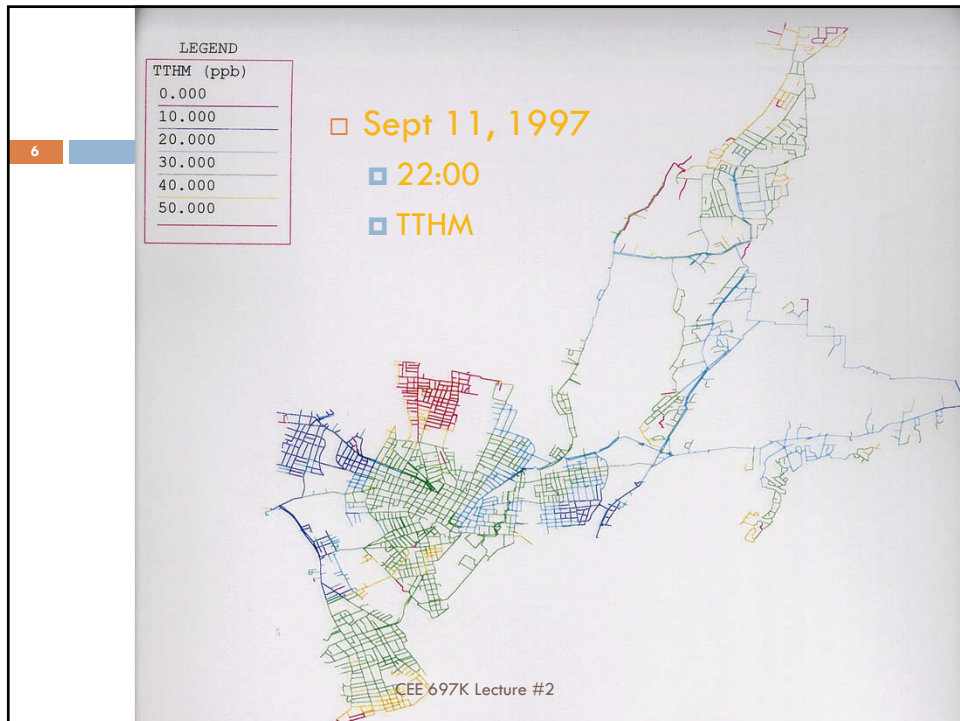 LEGEND
TTHM (ppb)
0.000
10.000
20.000
30.000
40.000
50.000
6
Sept 11, 1997
22:00
TTHM
CEE 697K Lecture #2